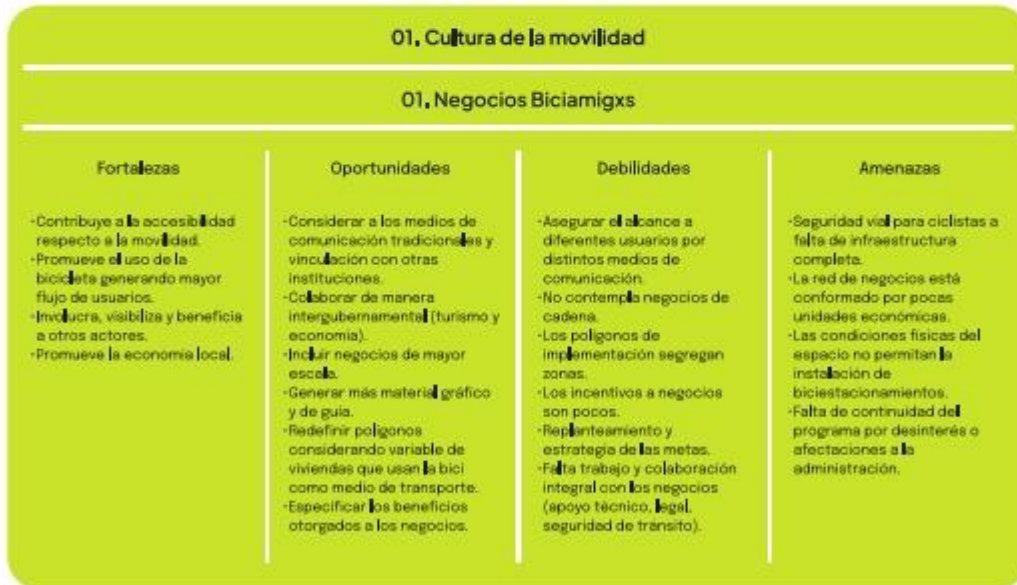 01. Cultura de la movilidad
01. Negocios Biciamigxs
Fortalezas
-Contribuye a la accesibilidad
respecto a la movilidad.
-Promueve el uso de la
bicicleta generando mayor
flujo de usuarios.
-Involucra, visibiliza y beneficia
a otros actores.
-Promueve la economía local.
Oportunidades
-Considerar a los medios de
comunicación tradicionales y
vinculación con otras
instituciones.
-Colaborar de manera
intergubernamental (turismo y
economía).
-Incluir negocios de mayor
escala.
-Generar más material gráfico
y de guía.
-Redefinir polígonos
considerando variable de
viviendas que usan la bici
como medio de transporte.
-Especificar los beneficios
otorgados a los negocios.
Debilidades
-Asegurar el alcance a
diferentes usuarios por
distintos medios de
comunicación.
-No contempla negocios de
cadena.
-Los polígonos de
implementación segregan
zonas.
-Los incentivos a negocios
son pocos.
-Replanteamiento y
estrategia de las metas.
-Falta trabajo y colaboración
integral con los negocios
(apoyo técnico, legal,
seguridad de tránsito).
Amenazas
-Seguridad vial para ciclistas a
falta de infraestructura
completa.
-La red de negocios está
conformado por pocas
unidades económicas.
-Las condiciones físicas del
espacio no permitan la
instalación de
biciestacionamientos.
-Falta de continuidad del
programa por desinterés o
afectaciones a la
administración.